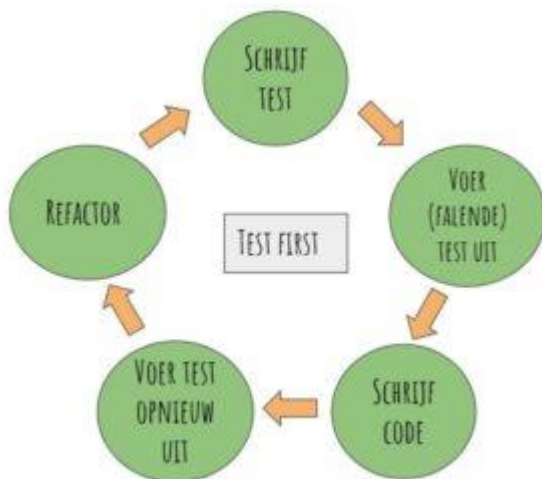 SCHRIJF
TEST
VOER
(FALENDE)
TEST UIT
SCHRIJF
CODE
VOER TEST
OPNIEUW
UIT
REFACTOR
TEST FIRST